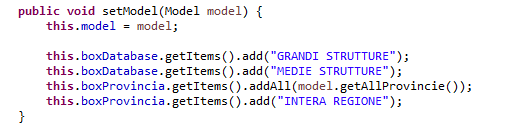 public void setModel(Model model) {
this.model = model;
this.boxDatabase.getItems().add("GRANDI STRUTTURE");
this.boxDatabase.getItems().add("MEDIE STRUTTURE");
this.boxProvincia.getItems().addAll(model.getAllProvincie());
this.boxProvincia.getItems().add("INTERA REGIONE");
}